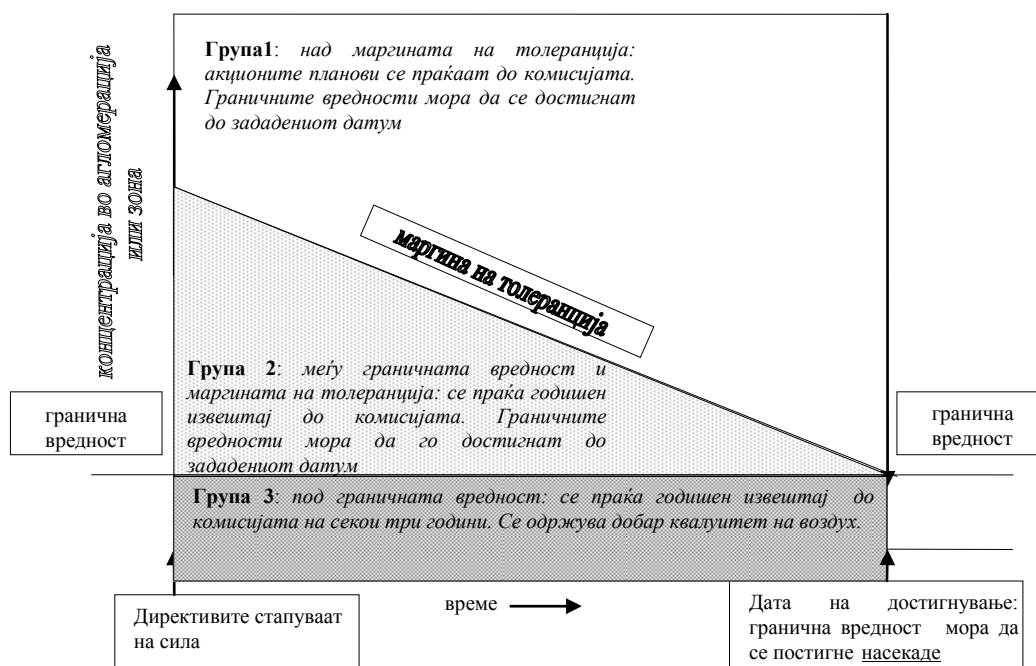 Група1: над маргината на толеранција:
акционите планови се праќаат до комисијата.
Граничните вредности мора да се достигнат
до зададениот датум
концентрација во агломерација
или зона
маргина на толеранција
Група 2: меѓу граничната вредност и
маргината на толеранција: се праќа годишен
извештај до комисијата. Граничните
вредности мора да го достигнат до
зададениот датум
гранична
вредност
гранична
вредност
Група 3: под граничната вредност: се праќа годишен извештај до
комисијата на секои три години. Се одржува добар квалуитет на воздух.
Директивите стапуваат
на сила
време
Дата на достигнување:
гранична вредност мора да
се постигне насекаде